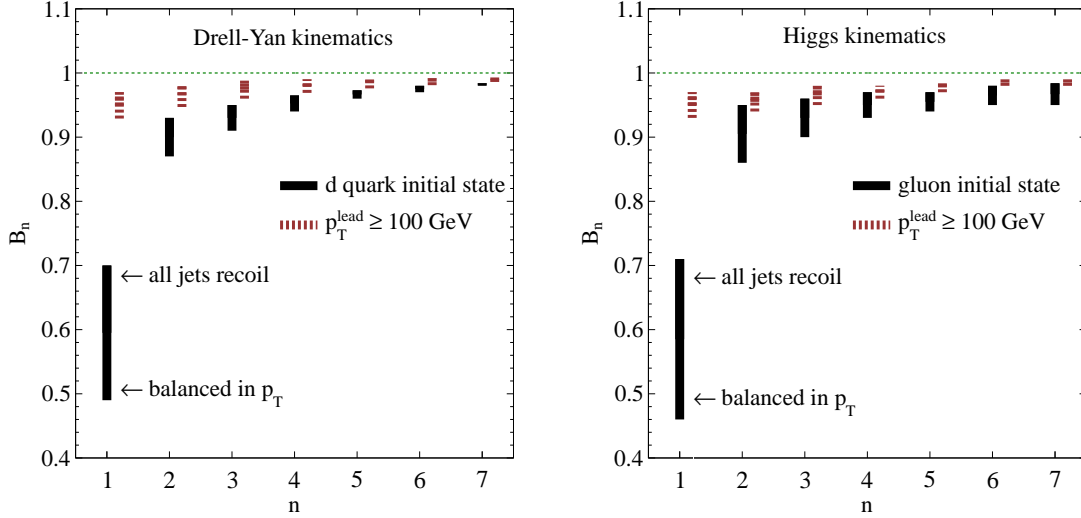 Drell-Yan kinematics
1.1
1
0.9
0.8
0.7
0.6
0.5
0.4
B_n
d quark initial state
p_T^lead ≥ 100 GeV
← all jets recoil
← balanced in p_T
1 2 3 4 5 6 7
n
Higgs kinematics
1.1
1
0.9
0.8
0.7
0.6
0.5
0.4
B_n
gluon initial state
p_T^lead ≥ 100 GeV
← all jets recoil
← balanced in p_T
1 2 3 4 5 6 7
n